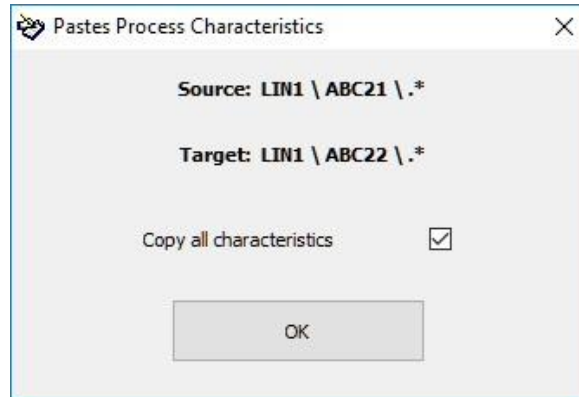 Pastes Process Characteristics
Source: LIN1 \ ABC21 \ .*
Target: LIN1 \ ABC22 \ .*
Copy all characteristics
OK